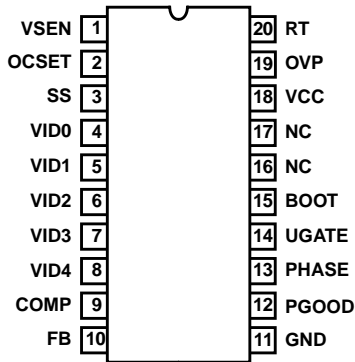 VSEN 1 20 RT
OCSET 2 19 OVP
SS 3 18 VCC
VID0 4 17 NC
VID1 5 16 NC
VID2 6 15 BOOT
VID3 7 14 UGATE
VID4 8 13 PHASE
COMP 9 12 PGOOD
FB 10 11 GND